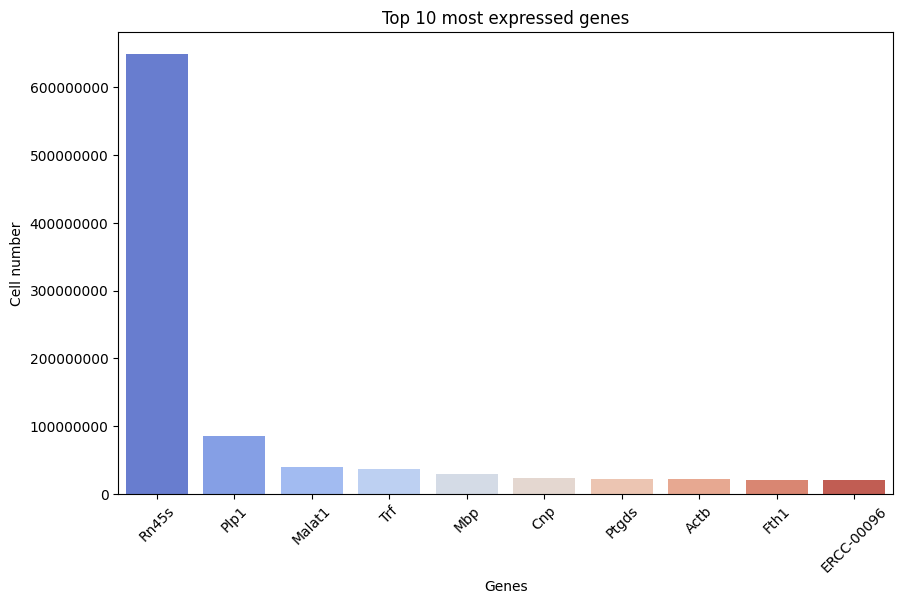 Top 10 most expressed genes
Cell number
600000000
500000000
400000000
300000000
200000000
100000000
0
Rn45s
Plp1
Malat1
Trf
Mbp
Cnp
Ptgds
Actb
Fth1
ERCC-00096
Genes